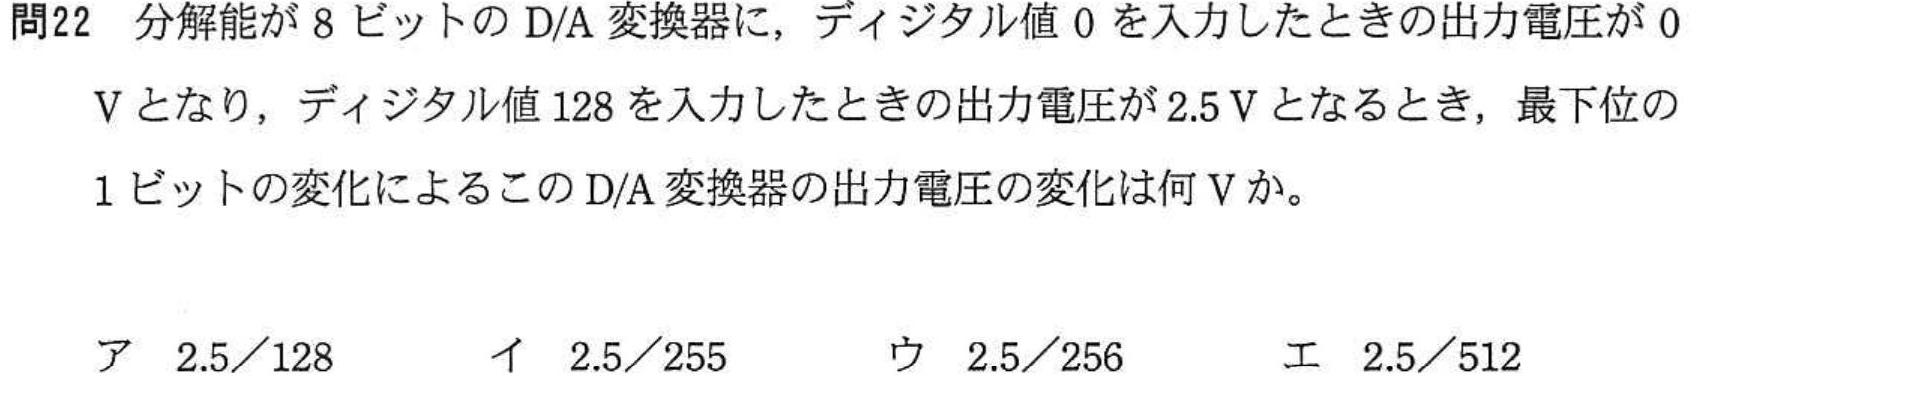 問22 分解能が 8 ビットの D/A 変換器に，ディジタル値 0 を入力したときの出力電圧が 0
V となり，ディジタル値 128 を入力したときの出力電圧が 2.5 V となるとき，最下位の
1 ビットの変化によるこの D/A 変換器の出力電圧の変化は何 V か。
ア 2.5／128 イ 2.5／255 ウ 2.5／256 エ 2.5／512